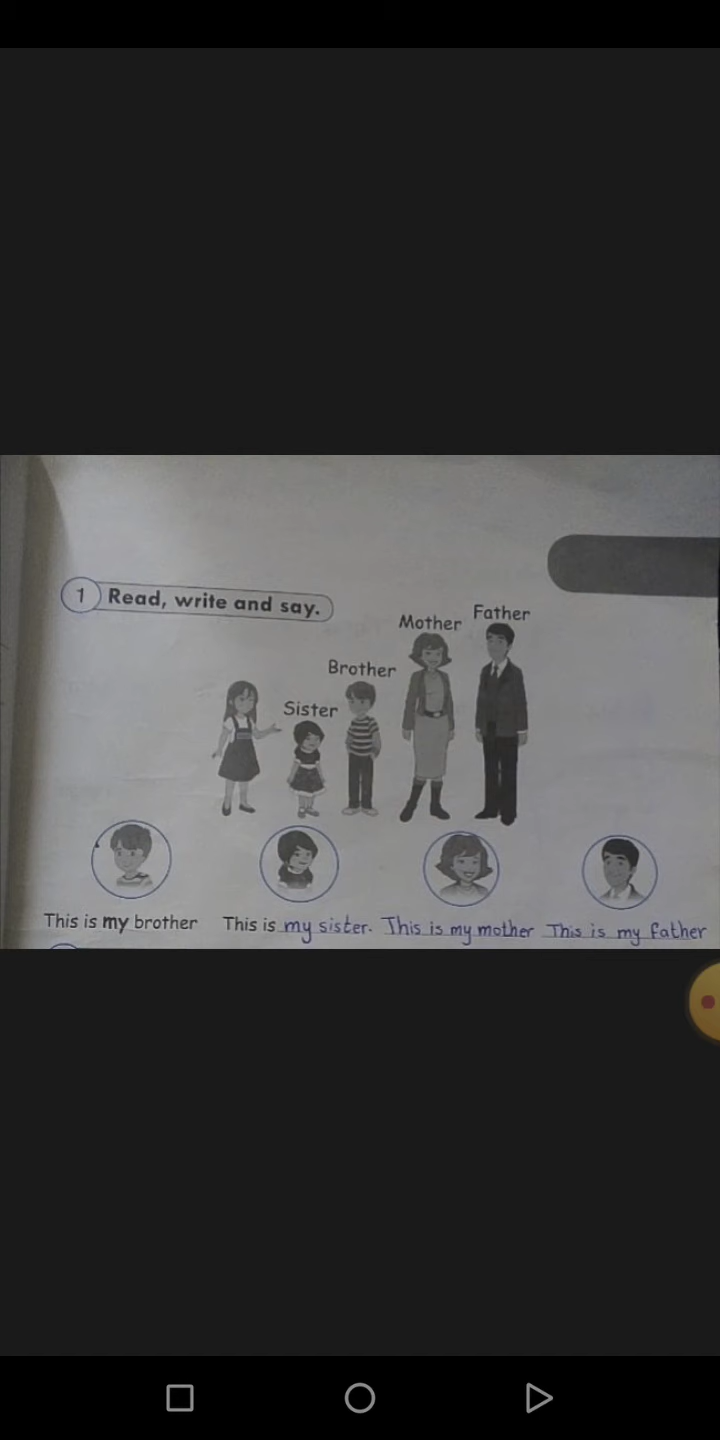 1 Read, write and say.
Father
Mother
Brother
Sister
This is my brother
This is my sister.
This is my mother
This is my father